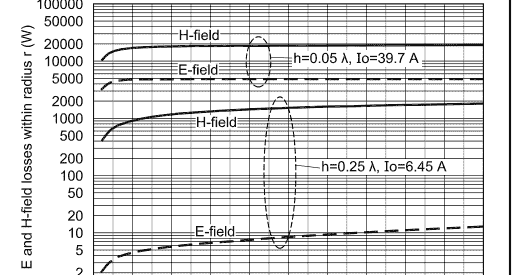 E and H-field losses within radius r (W)
100000
50000
20000
10000
5000
2000
1000
500
200
100
50
20
10
5
2
H-field
h=0.05 λ, Io=39.7 A
E-field
H-field
h=0.25 λ, Io=6.45 A
E-field